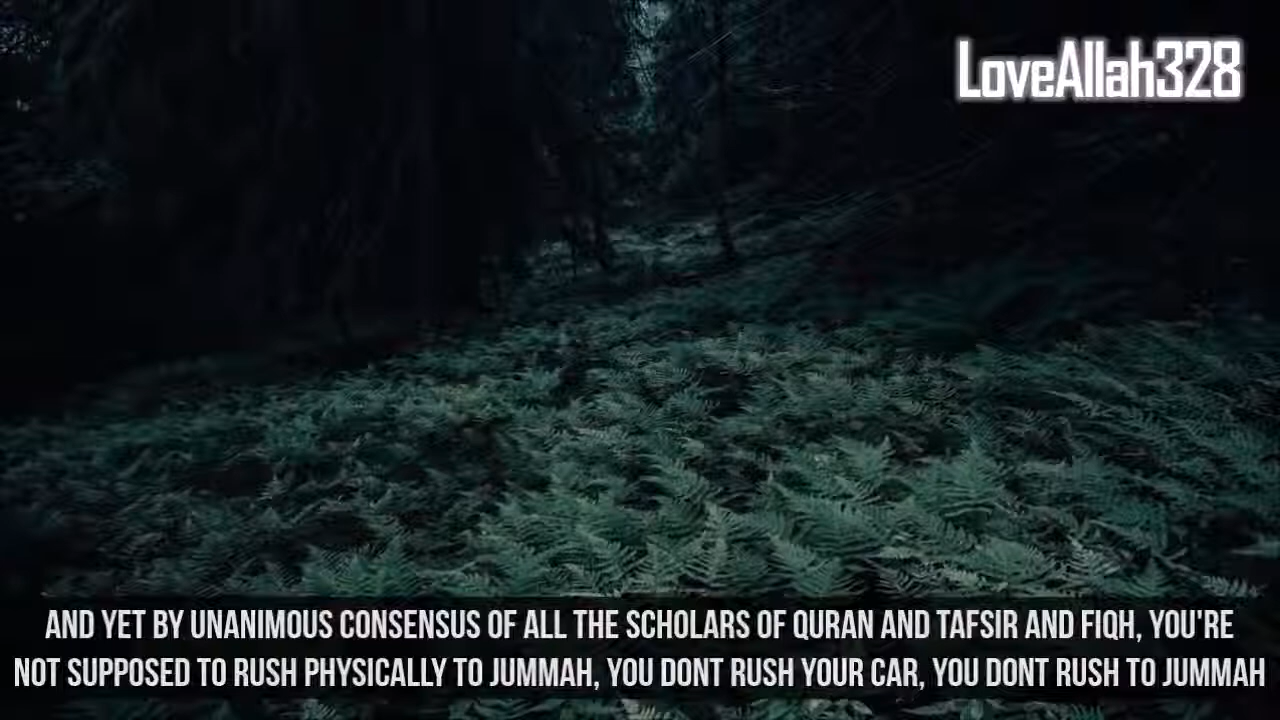 LoveAllah328
AND YET BY UNANIMOUS CONSENSUS OF ALL THE SCHOLARS OF QURAN AND TAFSIR AND FIQH, YOU'RE
NOT SUPPOSED TO RUSH PHYSICALLY TO JUMMAH, YOU DONT RUSH YOUR CAR, YOU DONT RUSH TO JUMMAH